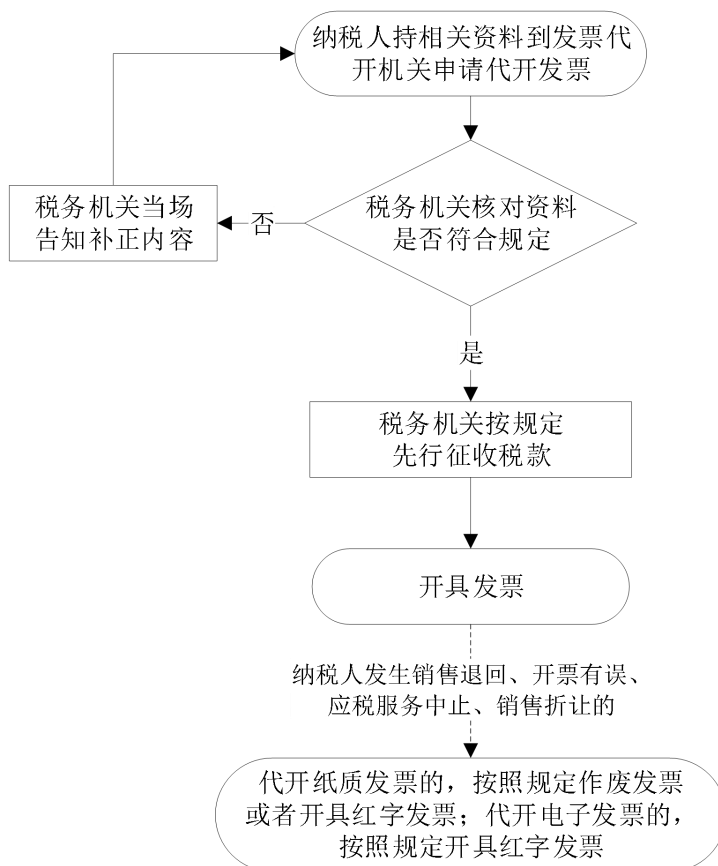 纳税人持相关资料到发票代
开机关申请代开发票
税务机关当场
告知补正内容
否
税务机关核对资料
是否符合规定
是
税务机关按规定
先行征收税款
开具发票
纳税人发生销售退回、开票有误、
应税服务中止、销售折让的
代开纸质发票的，按照规定作废发票
或者开具红字发票；代开电子发票的，
按照规定开具红字发票